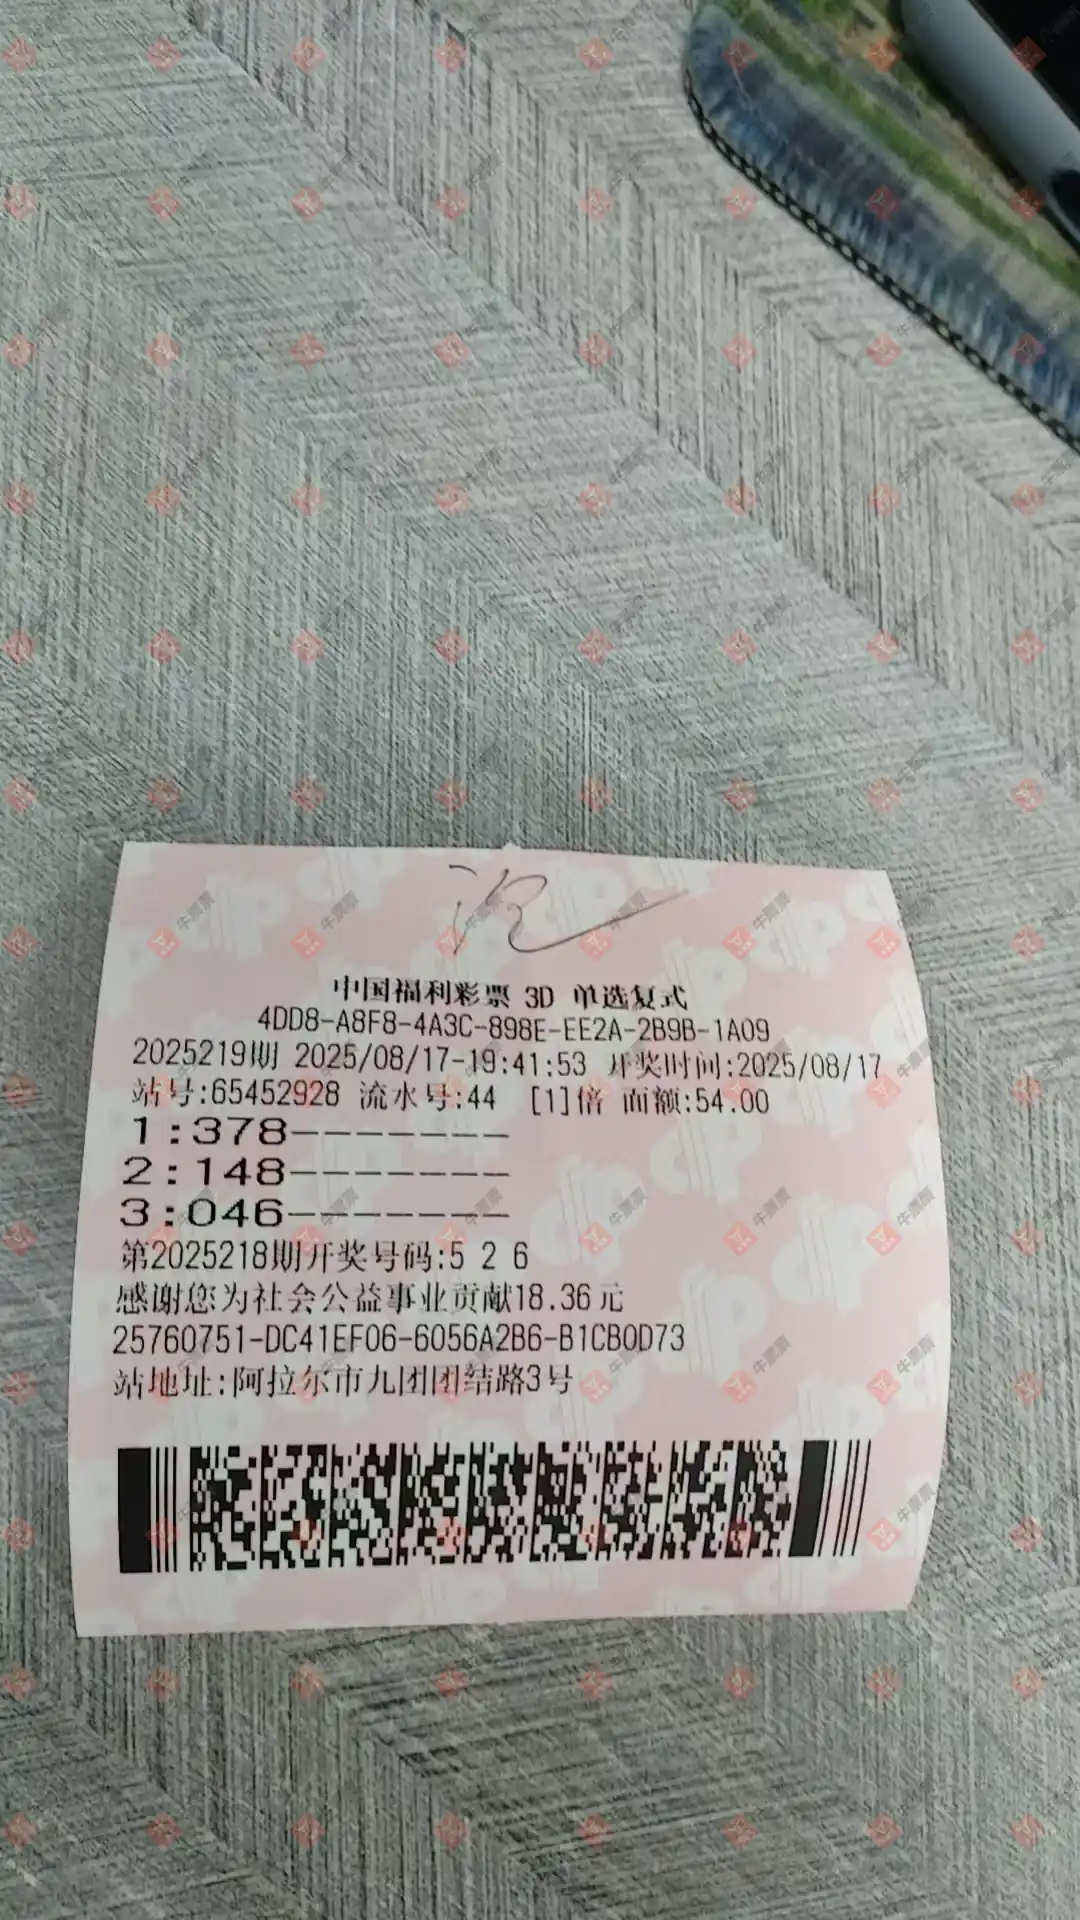 中国福利彩票 3D 单选复式
4DD8-A8F8-4A3C-898E-EE2A-2B9B-1A09
2025219期 2025/08/17-19:41:53 开奖时间:2025/08/17
站号:65452928 流水号:44 [1]倍 面额:54.00
1:378-------
2:148-------
3:046-------
第2025218期开奖号码:5 2 6
感谢您为社会公益事业贡献18.36元
25760751-DC41EF06-6056A2B6-B1CB0D73
站地址:阿拉尔市九团团结路3号
牛票票